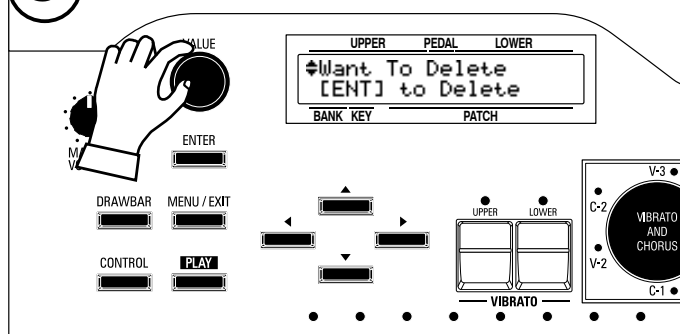 VALUE
UPPER PEDAL LOWER
Want To Delete
[ENT] to Delete
BANK KEY PATCH
ENTER
DRAWBAR MENU / EXIT
CONTROL PLAY
UPPER LOWER
VIBRATO
V-3
C-2
VIBRATO
AND
CHORUS
V-2
C-1